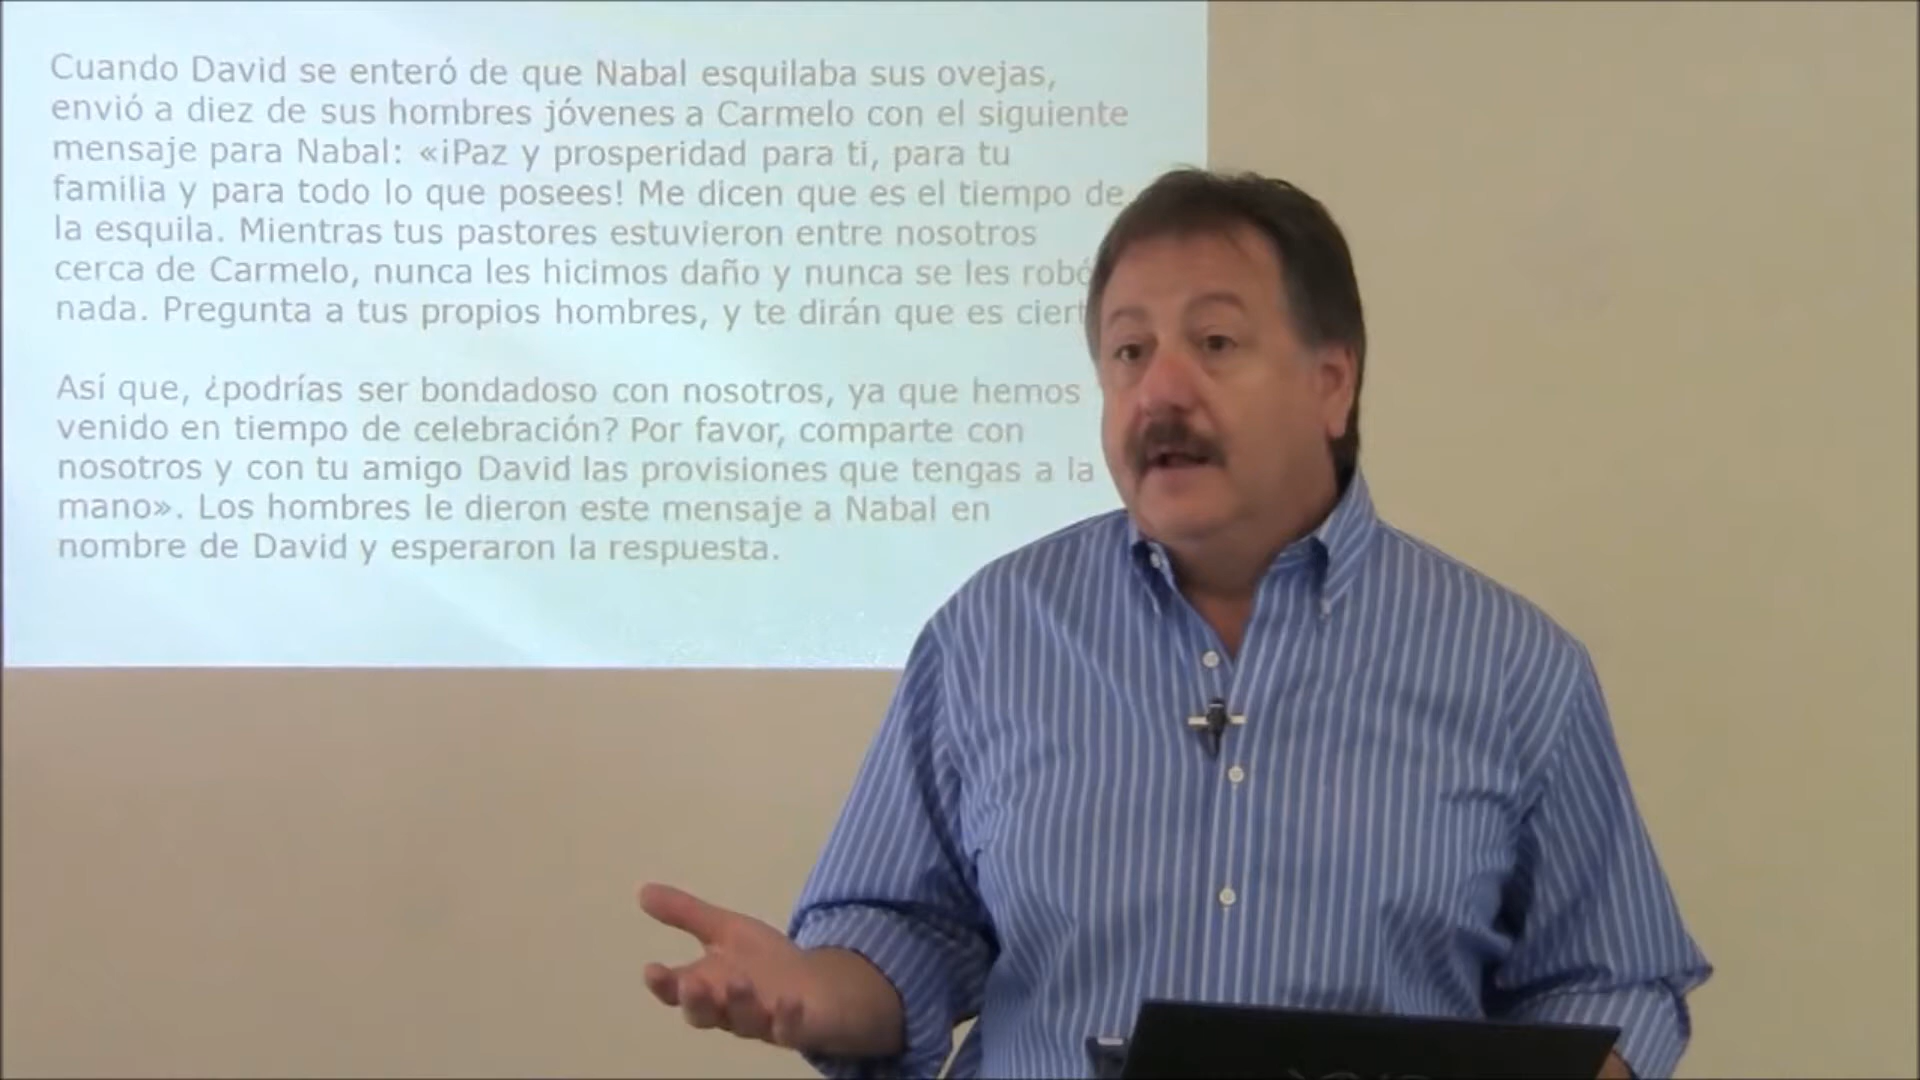 Cuando David se enteró de que Nabal esquilaba sus ovejas,
envió a diez de sus hombres jóvenes a Carmelo con el siguiente
mensaje para Nabal: «¡Paz y prosperidad para ti, para tu
familia y para todo lo que posees! Me dicen que es el tiempo de
la esquila. Mientras tus pastores estuvieron entre nosotros
cerca de Carmelo, nunca les hicimos daño y nunca se les robó
nada. Pregunta a tus propios hombres, y te dirán que es ciert
Así que, ¿podrías ser bondadoso con nosotros, ya que hemos
venido en tiempo de celebración? Por favor, comparte con
nosotros y con tu amigo David las provisiones que tengas a la
mano». Los hombres le dieron este mensaje a Nabal en
nombre de David y esperaron la respuesta.